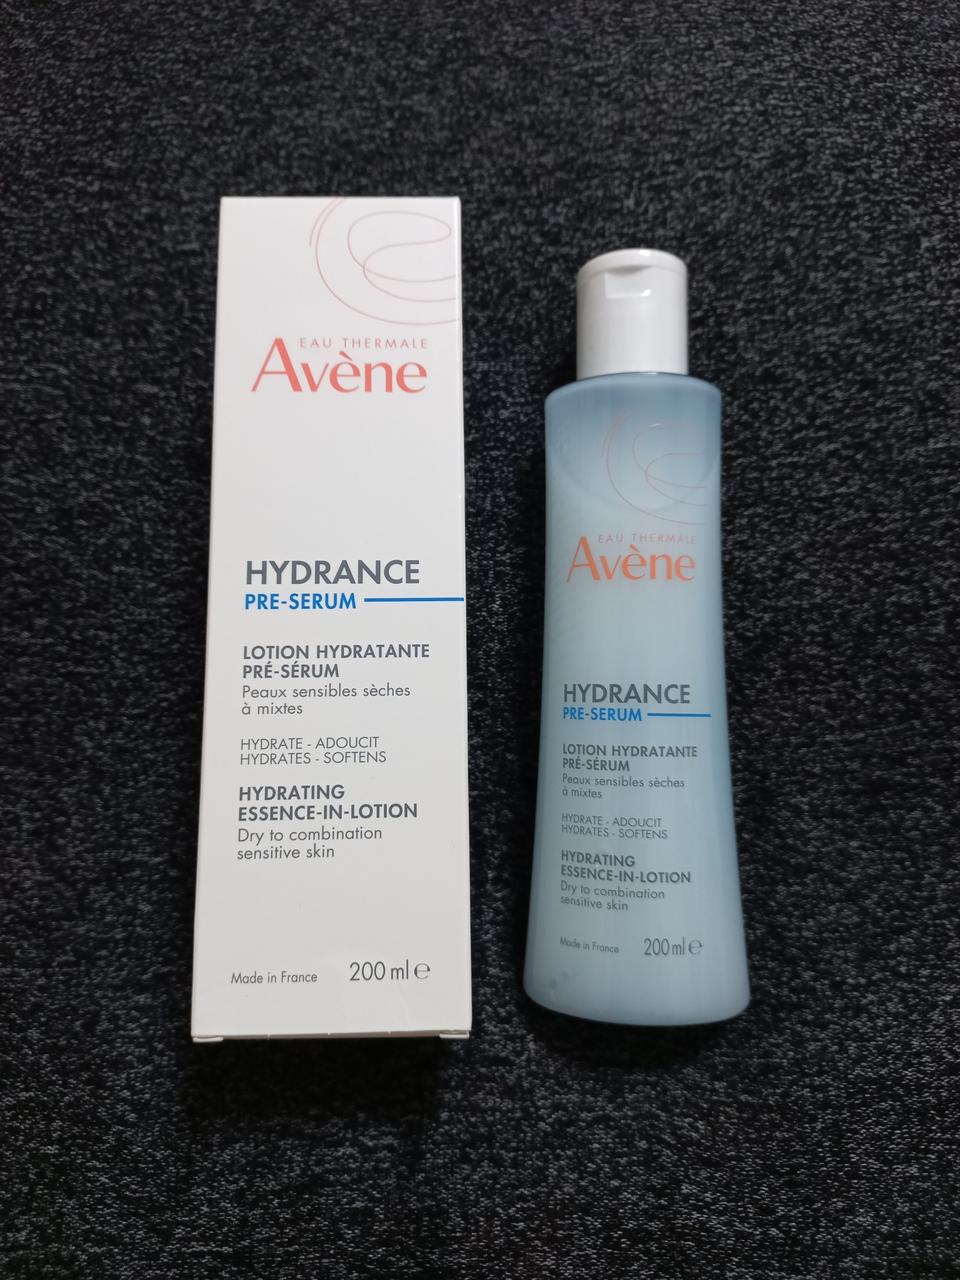 EAU THERMALE
Avène
HYDRANCE
PRE-SERUM
LOTION HYDRATANTE
PRÉ-SÉRUM
Peaux sensibles sèches
à mixtes
HYDRATE - ADOUCIT
HYDRATES - SOFTENS
HYDRATING
ESSENCE-IN-LOTION
Dry to combination
sensitive skin
Made in France 200 ml ℮
EAU THERMALE
Avène
HYDRANCE
PRE-SERUM
LOTION HYDRATANTE
PRÉ-SÉRUM
Peaux sensibles sèches
à mixtes
HYDRATE - ADOUCIT
HYDRATES - SOFTENS
HYDRATING
ESSENCE-IN-LOTION
Dry to combination
sensitive skin
Made in France 200 ml ℮